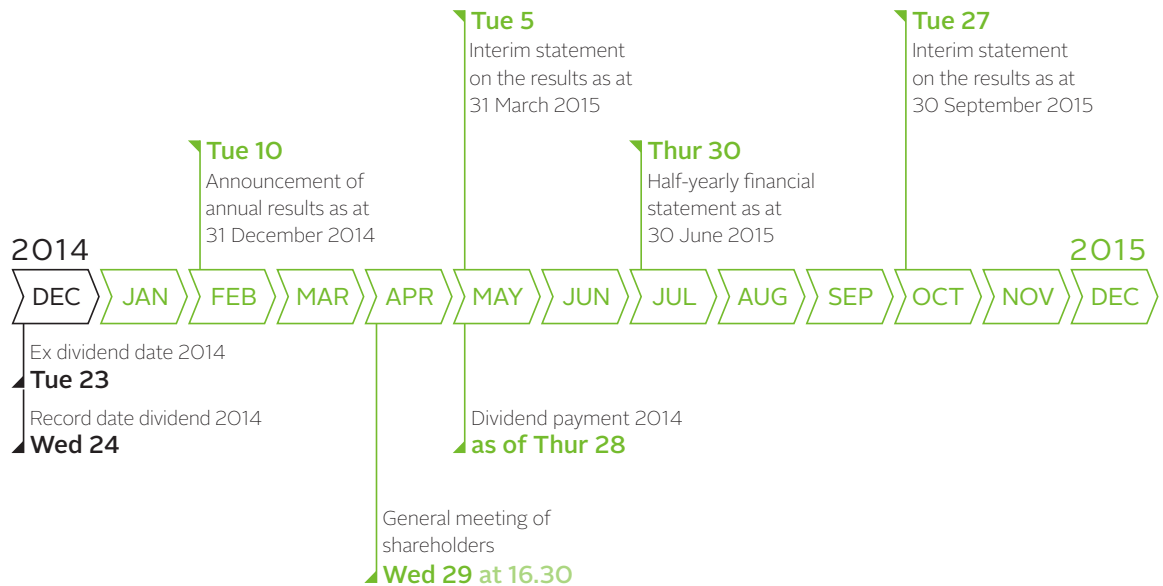 Tue 5
Interim statement
on the results as at
31 March 2015
Tue 27
Interim statement
on the results as at
30 September 2015
Tue 10
Announcement of
annual results as at
31 December 2014
Thur 30
Half-yearly financial
statement as at
30 June 2015
2014
2015
DEC JAN FEB MAR APR MAY JUN JUL AUG SEP OCT NOV DEC
Ex dividend date 2014
Tue 23
Record date dividend 2014
Wed 24
Dividend payment 2014
as of Thur 28
General meeting of
shareholders
Wed 29 at 16.30